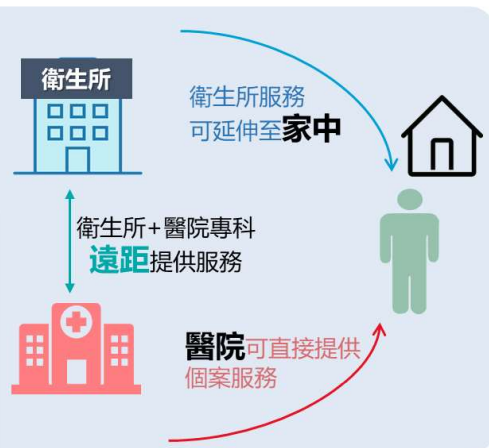 衛生所
衛生所服務
可延伸至家中
衛生所+醫院專科
遠距提供服務
醫院可直接提供
個案服務